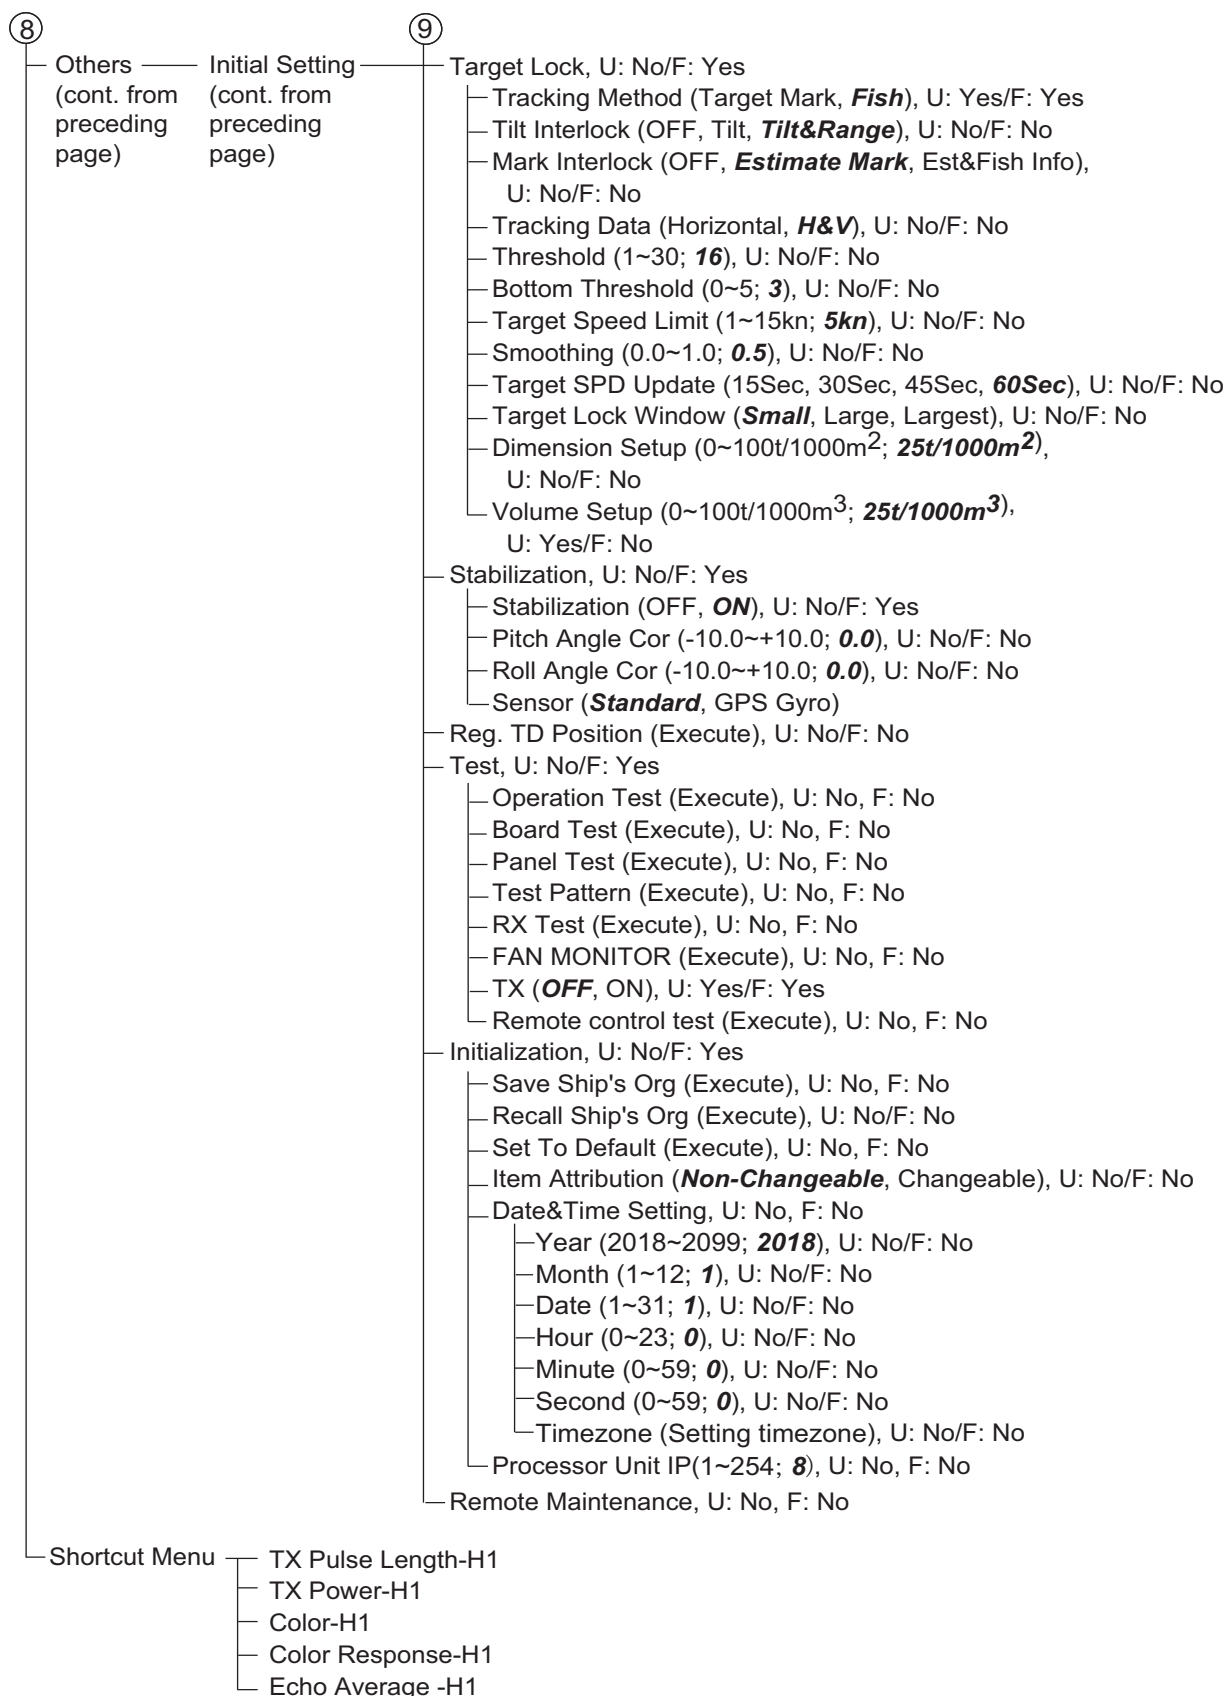 8 9
Others Initial Setting Target Lock, U: No/F: Yes
(cont. from (cont. from Tracking Method (Target Mark, Fish), U: Yes/F: Yes
preceding preceding Tilt Interlock (OFF, Tilt, Tilt&Range), U: No/F: No
page) page) Mark Interlock (OFF, Estimate Mark, Est&Fish Info),
U: No/F: No
Tracking Data (Horizontal, H&V), U: No/F: No
Threshold (1~30; 16), U: No/F: No
Bottom Threshold (0~5; 3), U: No/F: No
Target Speed Limit (1~15kn; 5kn), U: No/F: No
Smoothing (0.0~1.0; 0.5), U: No/F: No
Target SPD Update (15Sec, 30Sec, 45Sec, 60Sec), U: No/F: No
Target Lock Window (Small, Large, Largest), U: No/F: No
Dimension Setup (0~100t/1000m2; 25t/1000m2),
U: No/F: No
Volume Setup (0~100t/1000m3; 25t/1000m3),
U: Yes/F: No
Stabilization, U: No/F: Yes
Stabilization (OFF, ON), U: No/F: Yes
Pitch Angle Cor (-10.0~+10.0; 0.0), U: No/F: No
Roll Angle Cor (-10.0~+10.0; 0.0), U: No/F: No
Sensor (Standard, GPS Gyro)
Reg. TD Position (Execute), U: No/F: No
Test, U: No/F: Yes
Operation Test (Execute), U: No, F: No
Board Test (Execute), U: No, F: No
Panel Test (Execute), U: No, F: No
Test Pattern (Execute), U: No, F: No
RX Test (Execute), U: No, F: No
FAN MONITOR (Execute), U: No, F: No
TX (OFF, ON), U: Yes/F: Yes
Remote control test (Execute), U: No, F: No
Initialization, U: No/F: Yes
Save Ship's Org (Execute), U: No, F: No
Recall Ship's Org (Execute), U: No/F: No
Set To Default (Execute), U: No, F: No
Item Attribution (Non-Changeable, Changeable), U: No/F: No
Date&Time Setting, U: No, F: No
Year (2018~2099; 2018), U: No/F: No
Month (1~12; 1), U: No/F: No
Date (1~31; 1), U: No/F: No
Hour (0~23; 0), U: No/F: No
Minute (0~59; 0), U: No/F: No
Second (0~59; 0), U: No/F: No
Timezone (Setting timezone), U: No/F: No
Processor Unit IP(1~254; 8), U: No, F: No
Remote Maintenance, U: No, F: No
Shortcut Menu TX Pulse Length-H1
TX Power-H1
Color-H1
Color Response-H1
Echo Average -H1